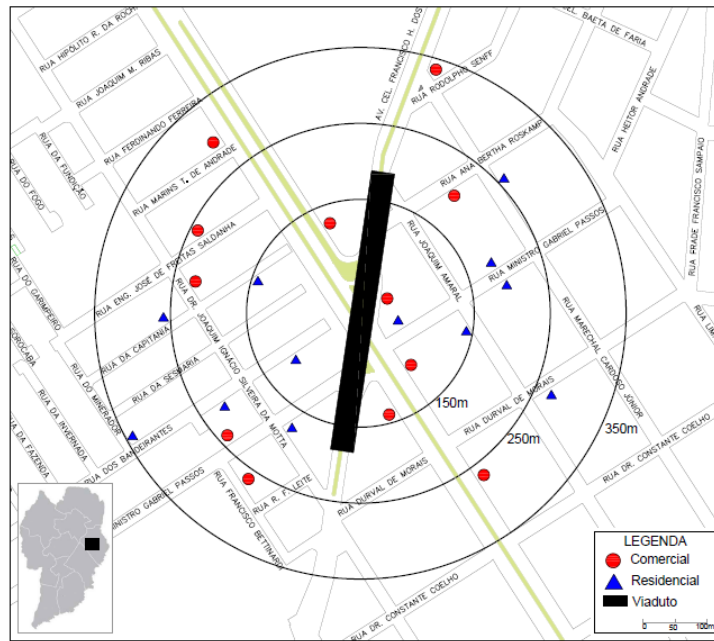 RUA HIPÓLITO R. DA ROCH
RUA JOAQUIM M. RIBAS
RUA FERDINANDO FERREIRA
RUA DA FUNDIÇÃO
RUA MARINS T. DE ANDRADE
RUA DO FOGO
RUA ENG. JOSÉ DE FREITAS SALDANHA
RUA DO GARIMPEIRO
SOROCABA
RUA DR. JOAQUIM IGNÁCIO SILVEIRA DA MOTTA
RUA DA CAPITANIA
RUA DO MINERADOR
RUA DA SESMARIA
RUA DA INVERNADA
RUA DA FAZENDA
RUA DOS BANDEIRANTES
MINISTRO GABRIEL PASSOS
RUA FRANCISCO BETTINARDI
RUA R. F. LEITE
RUA DURVAL DE MORAIS
RUA DR. CONSTANTE COELHO
AV. CEL. FRANCISCO H. DOS
RUA RODOLPHO SENFF
EL. BAETA DE FARIA
RUA HEITOR ANDRADE
RUA ANA BERTHA ROSKAMP
RUA FRADE FRANCISCO SAMPAIO
RUA JOAQUIM AMARAL
RUA MINISTRO GABRIEL PASSOS
RUA MARECHAL CARDOSO JÚNIOR
RUA LIM
RUA DURVAL DE MORAIS
RUA DR. CONSTANTE COELHO
150m
250m
350m
LEGENDA
Comercial
Residencial
Viaduto
0 50 100m